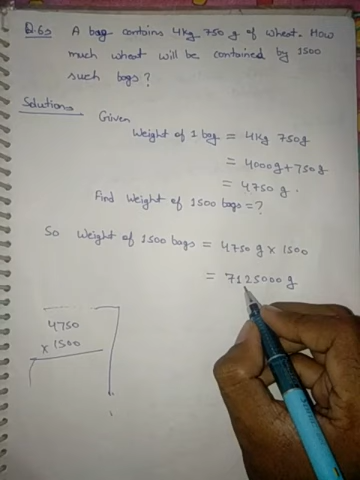 Q.6: A bag contains 4kg 750 g of wheat. How
much wheat will be contained by 1500
such bags?
Solution:
Given
Weight of 1 bag = 4kg 750g
= 4000g + 750g
= 4750 g.
Find Weight of 1500 bags = ?
So Weight of 1500 bags = 4750 g x 1500
= 7125000 g
4750
x 1500